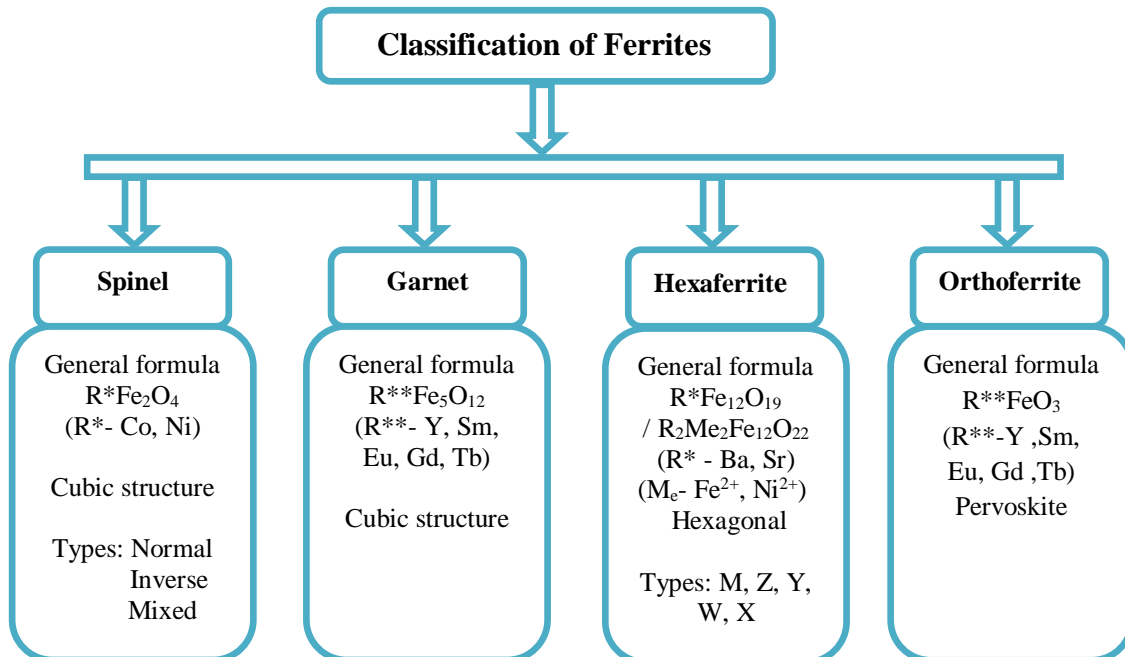 Classification of Ferrites
Spinel
General formula
R*Fe₂O₄
(R*- Co, Ni)
Cubic structure
Types: Normal
Inverse
Mixed
Garnet
General formula
R**Fe₅O₁₂
(R**- Y, Sm,
Eu, Gd, Tb)
Cubic structure
Hexaferrite
General formula
R*Fe₁₂O₁₉
/ R₂Me₂Fe₁₂O₂₂
(R* - Ba, Sr)
(Mₑ- Fe²⁺, Ni²⁺)
Hexagonal
Types: M, Z, Y,
W, X
Orthoferrite
General formula
R**FeO₃
(R**-Y ,Sm,
Eu, Gd ,Tb)
Pervoskite